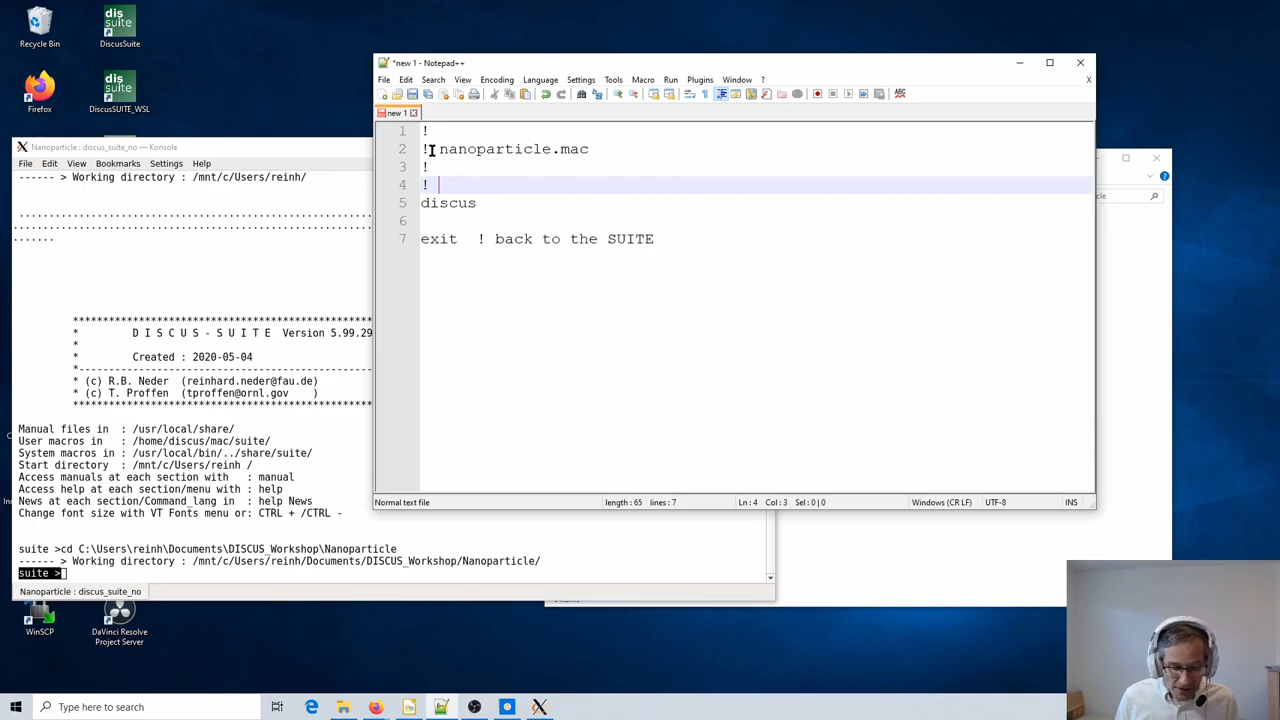 Recycle Bin
dis
suite
DiscusSuite
Firefox
dis
suite
DiscusSUITE_WSL
*new 1 - Notepad++
File Edit Search View Encoding Language Settings Tools Macro Run Plugins Window ?
X
new 1
1 !
2 ! nanoparticle.mac
3 !
4 !
5 discus
6
7 exit ! back to the SUITE
Normal text file length : 65 lines : 7 Ln : 4 Col : 3 Sel : 0 | 0 Windows (CR LF) UTF-8 INS
Nanoparticle : discus_suite_no — Konsole
File Edit View Bookmarks Settings Help
------ > Working directory : /mnt/c/Users/reinh/
* D I S C U S - S U I T E Version 5.99.29
*
* Created : 2020-05-04
*--------------------------------------------------
* (c) R.B. Neder (reinhard.neder@fau.de)
* (c) T. Proffen (tproffen@ornl.gov )
Manual files in : /usr/local/share/
User macros in : /home/discus/mac/suite/
System macros in : /usr/local/bin/../share/suite/
Start directory : /mnt/c/Users/reinh /
Access manuals at each section with : manual
Access help at each section/menu with : help
News at each section/Command_lang in : help News
Change font size with VT Fonts menu or: CTRL + /CTRL -
suite >cd C:\Users\reinh\Documents\DISCUS_Workshop\Nanoparticle
------ > Working directory : /mnt/c/Users/reinh/Documents/DISCUS_Workshop/Nanoparticle/
suite >
Nanoparticle : discus_suite_no
WinSCP
DaVinci Resolve
Project Server
Type here to search